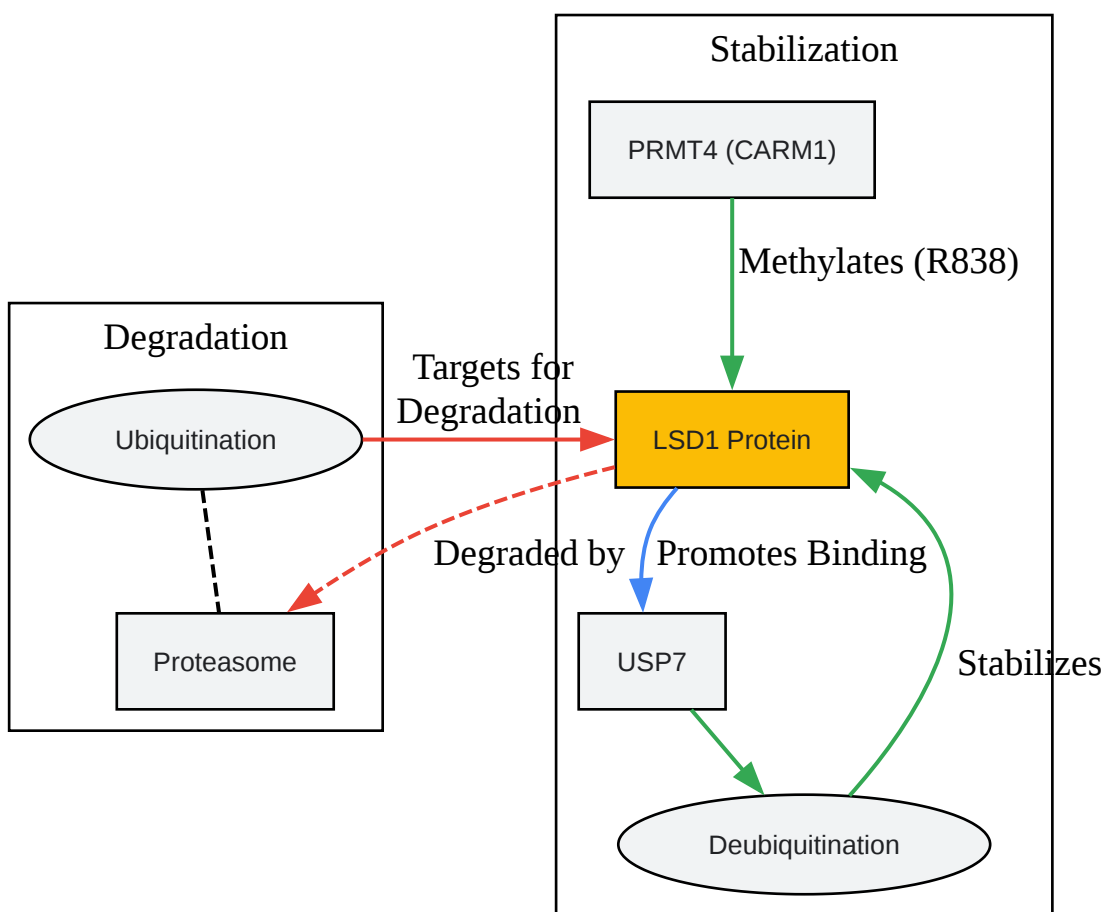 Stabilization
PRMT4 (CARM1)
Methylates (R838)
Degradation
Targets for
Degradation
Ubiquitination
LSD1 Protein
Degraded by
Promotes Binding
Proteasome
USP7
Stabilizes
Deubiquitination